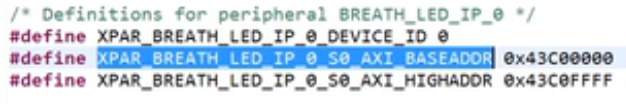 /* Definitions for peripheral BREATH_LED_IP_0 */
#define XPAR_BREATH_LED_IP_0_DEVICE_ID 0
#define XPAR_BREATH_LED_IP_0_S0_AXI_BASEADDR 0x43C00000
#define XPAR_BREATH_LED_IP_0_S0_AXI_HIGHADDR 0x43C0FFFF